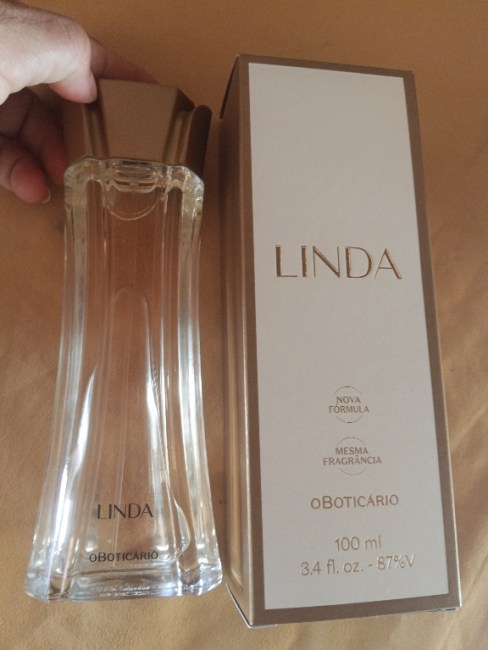 LINDA
oBOTICÁRIO
LINDA
NOVA
FÓRMULA
MESMA
FRAGRÂNCIA
oBOTICÁRIO
100 ml
3.4 fl. oz. - 87%V